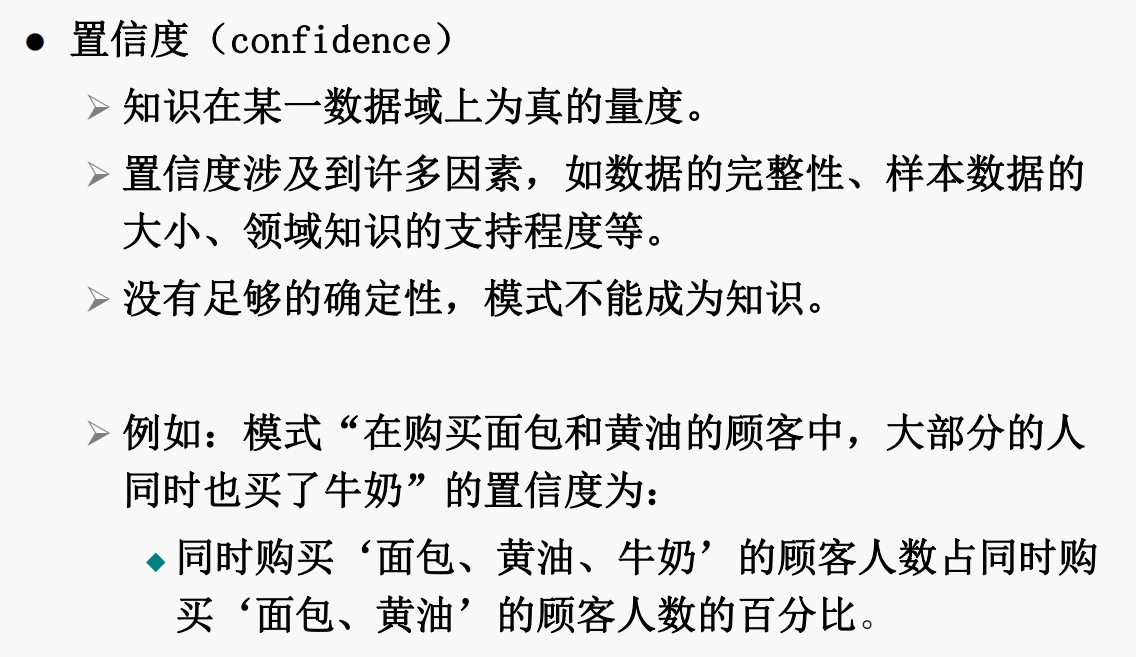 ● 置信度（confidence）
➢ 知识在某一数据域上为真的量度。
➢ 置信度涉及到许多因素，如数据的完整性、样本数据的
大小、领域知识的支持程度等。
➢ 没有足够的确定性，模式不能成为知识。
➢ 例如：模式“在购买面包和黄油的顾客中，大部分的人
同时也买了牛奶”的置信度为：
◆ 同时购买‘面包、黄油、牛奶’的顾客人数占同时购
买‘面包、黄油’的顾客人数的百分比。